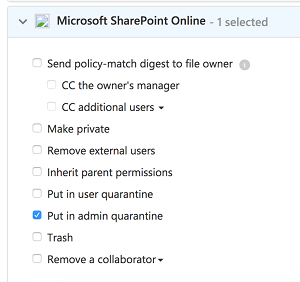 Microsoft SharePoint Online - 1 selected
Send policy-match digest to file owner
CC the owner's manager
CC additional users
Make private
Remove external users
Inherit parent permissions
Put in user quarantine
Put in admin quarantine
Trash
Remove a collaborator